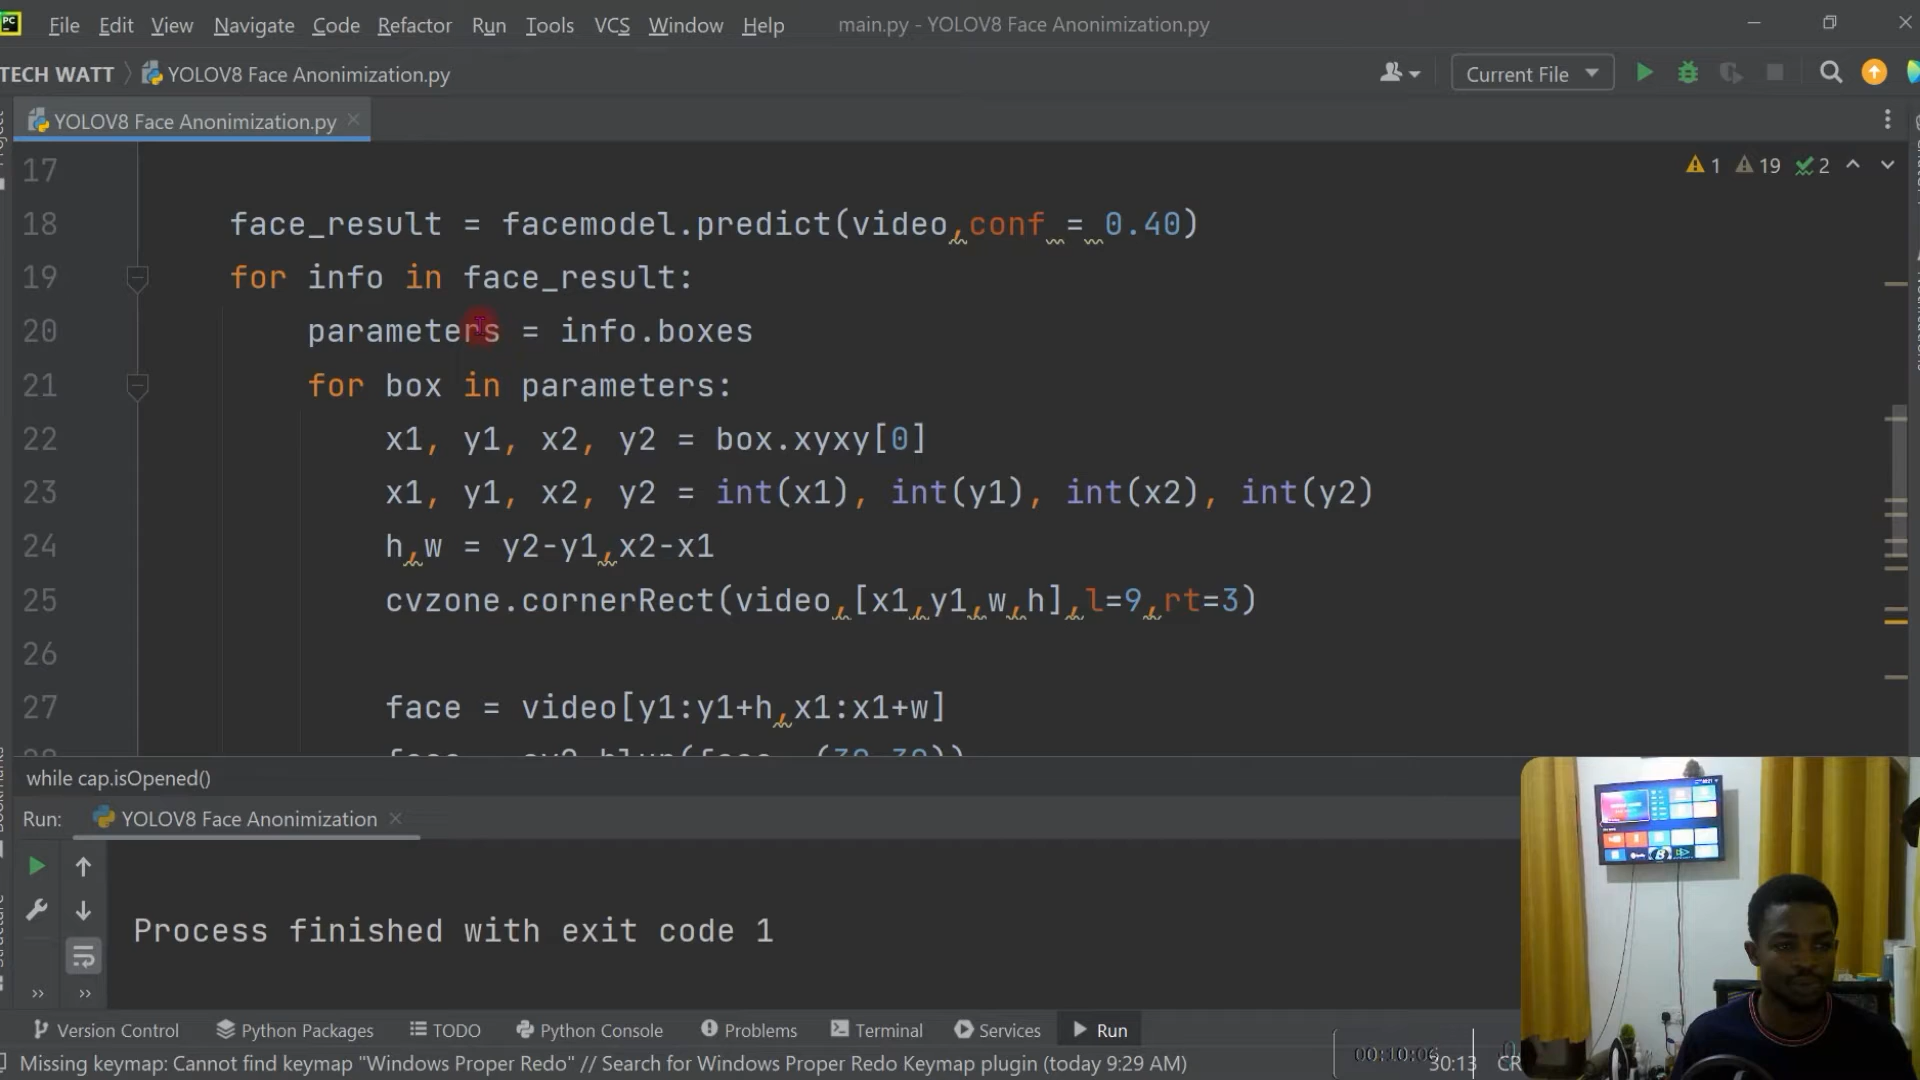 File Edit View Navigate Code Refactor Run Tools VCS Window Help main.py - YOLOV8 Face Anonimization.py
TECH WATT YOLOV8 Face Anonimization.py Current File
YOLOV8 Face Anonimization.py
17
1 19 2
18 face_result = facemodel.predict(video,conf = 0.40)
19 for info in face_result:
20 parameters = info.boxes
21 for box in parameters:
22 x1, y1, x2, y2 = box.xyxy[0]
23 x1, y1, x2, y2 = int(x1), int(y1), int(x2), int(y2)
24 h,w = y2-y1,x2-x1
25 cvzone.cornerRect(video,[x1,y1,w,h],l=9,rt=3)
26
27 face = video[y1:y1+h,x1:x1+w]
while cap.isOpened()
Run: YOLOV8 Face Anonimization
Process finished with exit code 1
Version Control Python Packages TODO Python Console Problems Terminal Services Run
Missing keymap: Cannot find keymap "Windows Proper Redo" // Search for Windows Proper Redo Keymap plugin (today 9:29 AM) 00:10:06 30:13